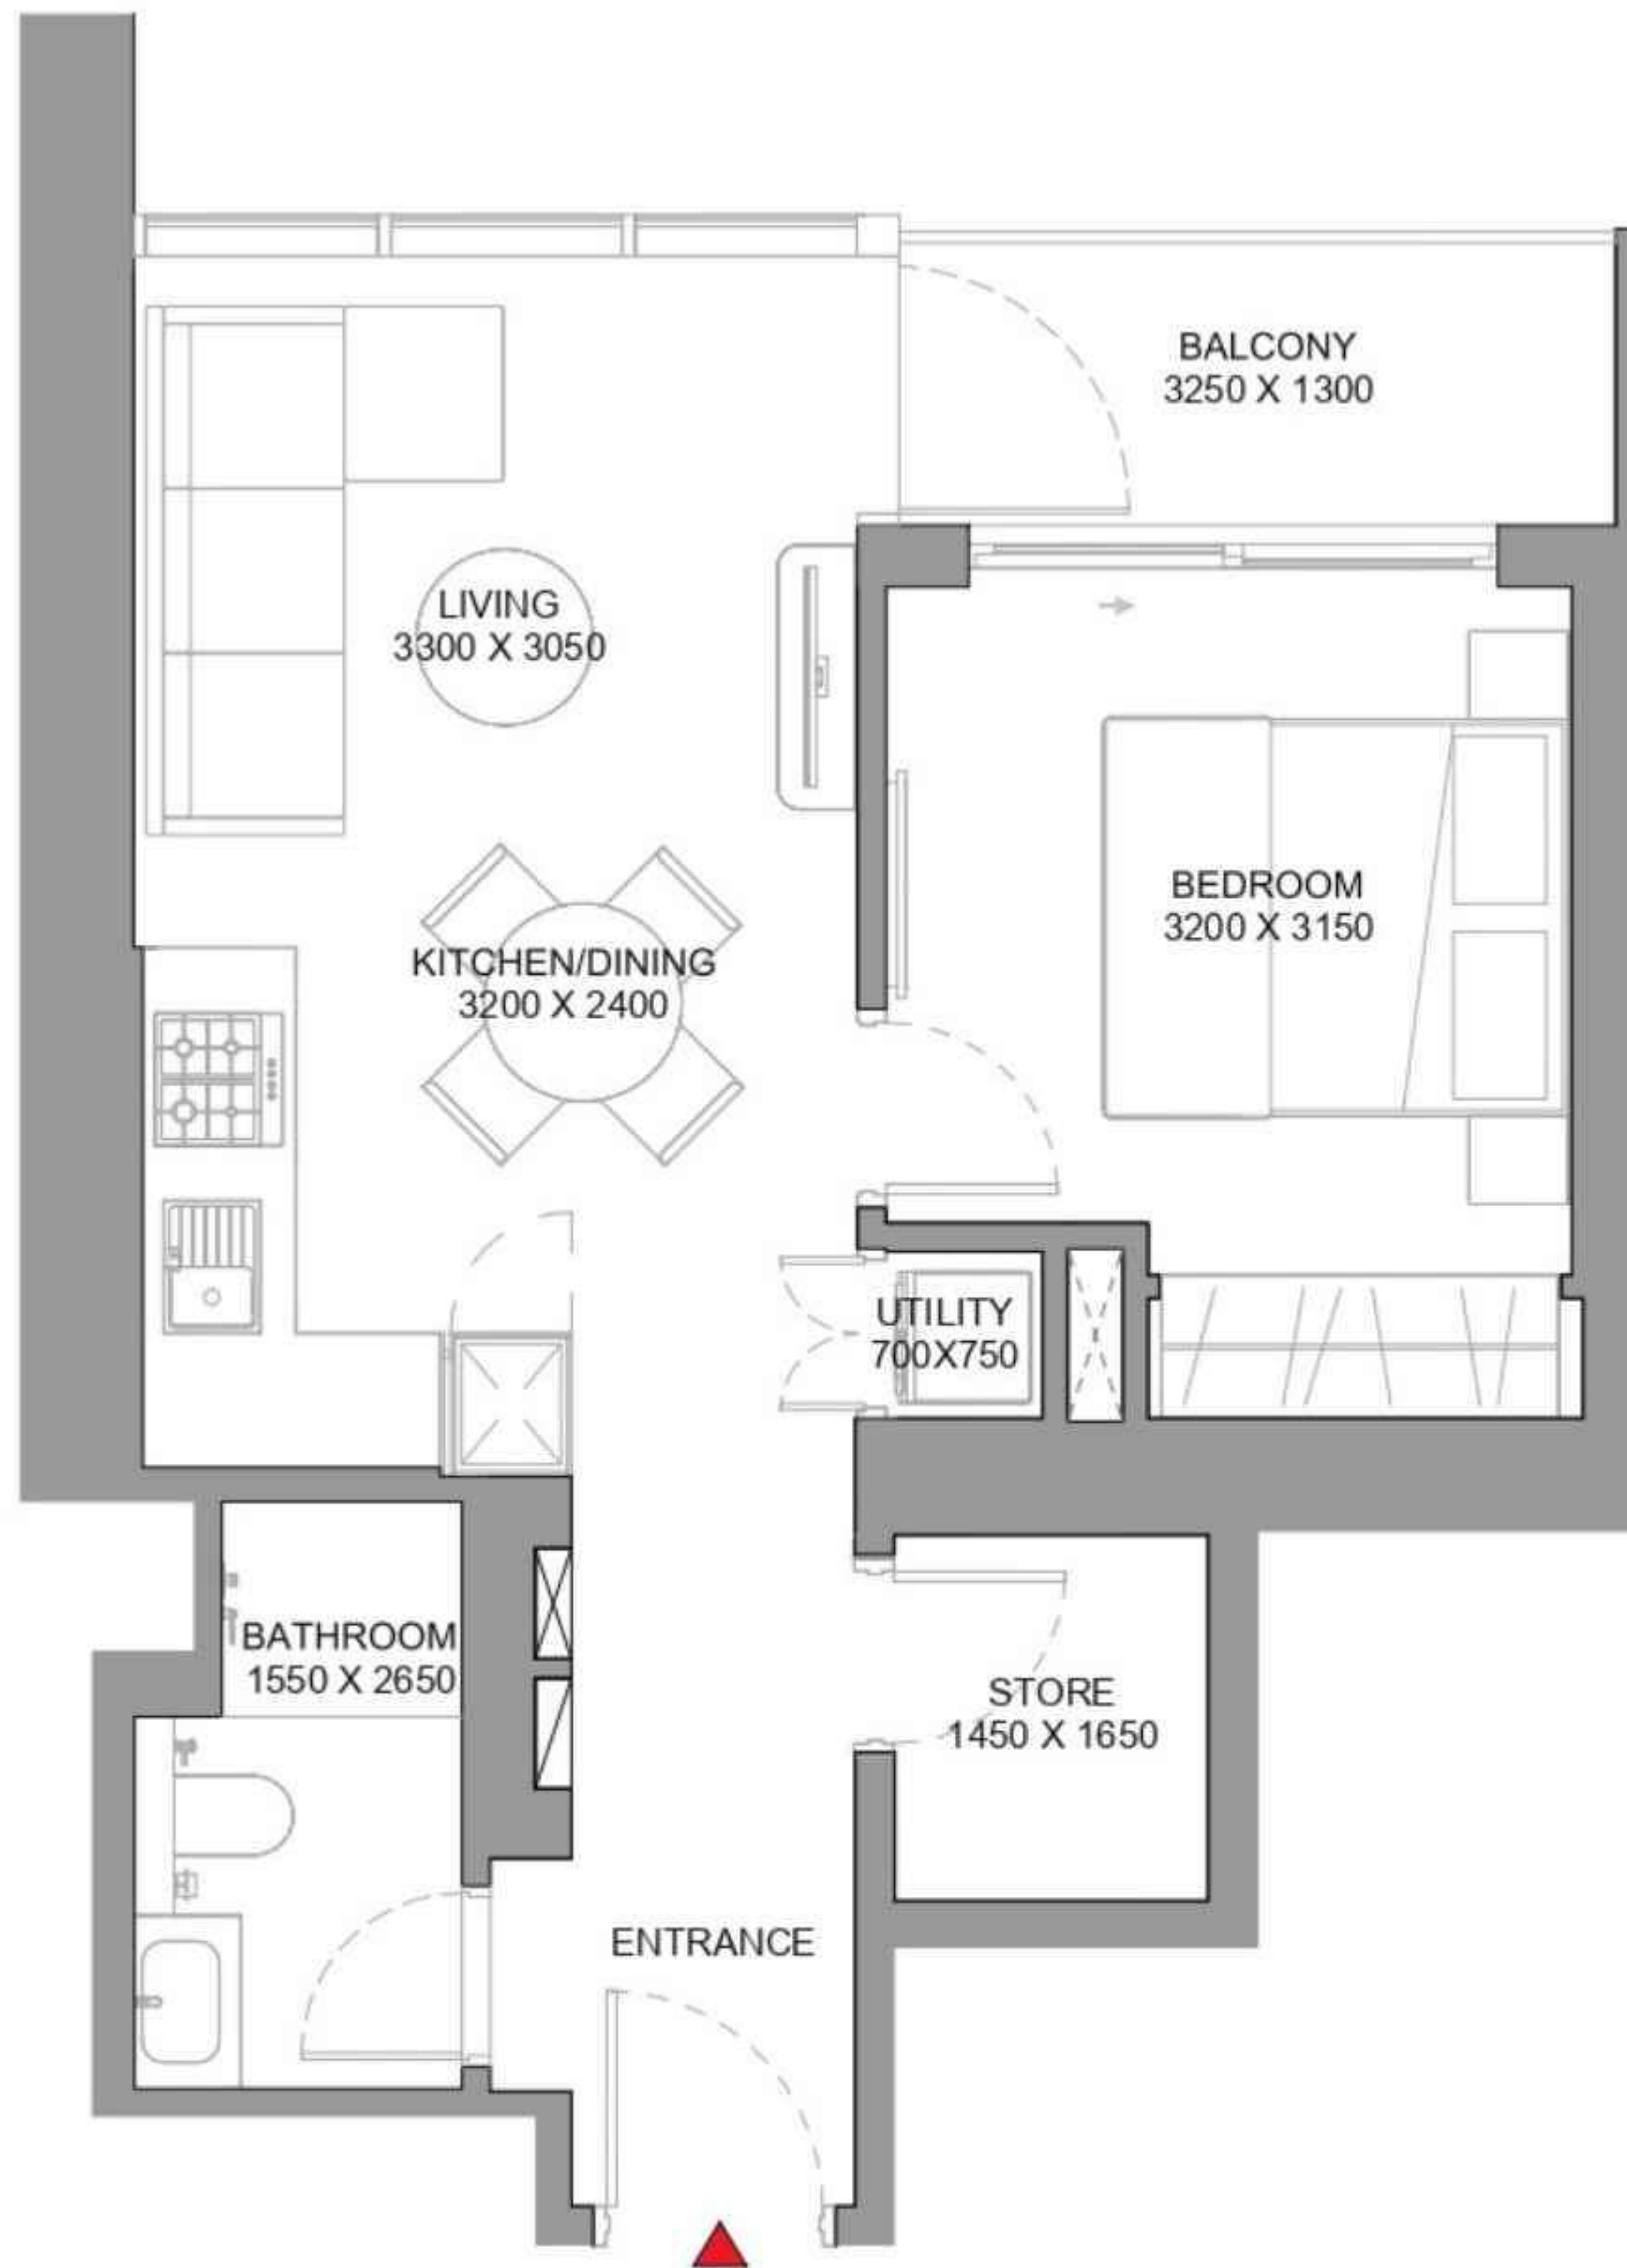 BALCONY
3250 X 1300
LIVING
3300 X 3050
BEDROOM
3200 X 3150
KITCHEN/DINING
3200 X 2400
UTILITY
700X750
BATHROOM
1550 X 2650
STORE
1450 X 1650
ENTRANCE